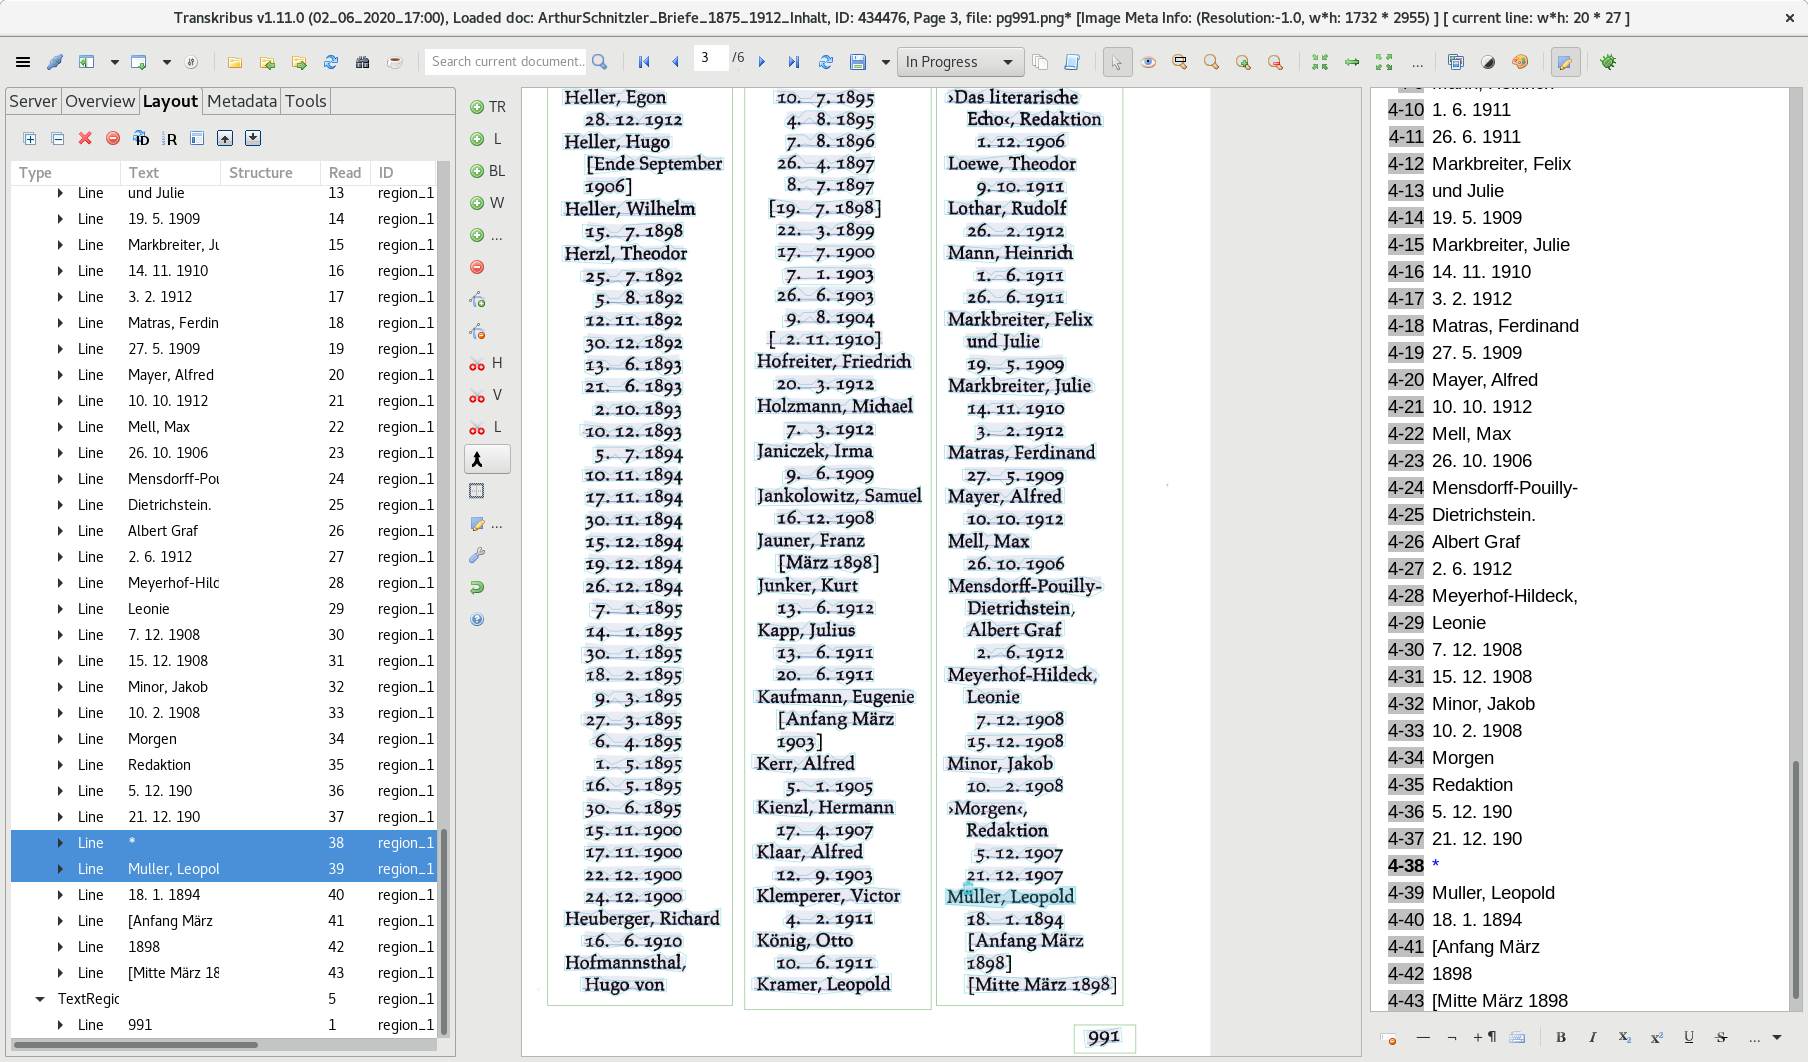 Transkribus v1.11.0 (02_06_2020_17:00), Loaded doc: ArthurSchnitzler_Briefe_1875_1912_Inhalt, ID: 434476, Page 3, file: pg991.png* [Image Meta Info: (Resolution:-1.0, w*h: 1732 * 2955) ] [ current line: w*h: 20 * 27 ]
Search current document...
3 /6
In Progress
...
Server Overview Layout Metadata Tools
ID R
Type Text Structure Read ID
Line und Julie 13 region_1
Line 19. 5. 1909 14 region_1
Line Markbreiter, Ju 15 region_1
Line 14. 11. 1910 16 region_1
Line 3. 2. 1912 17 region_1
Line Matras, Ferdin 18 region_1
Line 27. 5. 1909 19 region_1
Line Mayer, Alfred 20 region_1
Line 10. 10. 1912 21 region_1
Line Mell, Max 22 region_1
Line 26. 10. 1906 23 region_1
Line Mensdorff-Pou 24 region_1
Line Dietrichstein. 25 region_1
Line Albert Graf 26 region_1
Line 2. 6. 1912 27 region_1
Line Meyerhof-Hild 28 region_1
Line Leonie 29 region_1
Line 7. 12. 1908 30 region_1
Line 15. 12. 1908 31 region_1
Line Minor, Jakob 32 region_1
Line 10. 2. 1908 33 region_1
Line Morgen 34 region_1
Line Redaktion 35 region_1
Line 5. 12. 190 36 region_1
Line 21. 12. 190 37 region_1
Line * 38 region_1
Line Muller, Leopol 39 region_1
Line 18. 1. 1894 40 region_1
Line [Anfang März 41 region_1
Line 1898 42 region_1
Line [Mitte März 18 43 region_1
TextRegic 5 region_1
Line 991 1 region_1
TR
L
BL
W
...
H
V
L
...
Heller, Egon
28. 12. 1912
Heller, Hugo
[Ende September
1906]
Heller, Wilhelm
15. 7. 1898
Herzl, Theodor
25. 7. 1892
5. 8. 1892
12. 11. 1892
30. 12. 1892
13. 6. 1893
21. 6. 1893
2. 10. 1893
10. 12. 1893
5. 7. 1894
10. 11. 1894
17. 11. 1894
30. 11. 1894
15. 12. 1894
19. 12. 1894
26. 12. 1894
7. 1. 1895
14. 1. 1895
30. 1. 1895
18. 2. 1895
9. 3. 1895
27. 3. 1895
6. 4. 1895
1. 5. 1895
16. 5. 1895
30. 6. 1895
15. 11. 1900
17. 11. 1900
22. 12. 1900
24. 12. 1900
Heuberger, Richard
16. 6. 1910
Hofmannsthal,
Hugo von
10. 7. 1895
4. 8. 1895
7. 8. 1896
26. 4. 1897
8. 7. 1897
[19. 7. 1898]
22. 3. 1899
17. 7. 1900
7. 1. 1903
26. 6. 1903
9. 8. 1904
[ 2. 11. 1910]
Hofreiter, Friedrich
20. 3. 1912
Holzmann, Michael
7. 3. 1912
Janiczek, Irma
9. 6. 1909
Jankolowitz, Samuel
16. 12. 1908
Jauner, Franz
[März 1898]
Junker, Kurt
13. 6. 1912
Kapp, Julius
13. 6. 1911
20. 6. 1911
Kaufmann, Eugenie
[Anfang März
1903]
Kerr, Alfred
5. 1. 1905
Kienzl, Hermann
17. 4. 1907
Klaar, Alfred
12. 9. 1903
Klemperer, Victor
4. 2. 1911
König, Otto
10. 6. 1911
Kramer, Leopold
›Das literarische
Echo‹, Redaktion
1. 12. 1906
Loewe, Theodor
9. 10. 1911
Lothar, Rudolf
26. 2. 1912
Mann, Heinrich
1. 6. 1911
26. 6. 1911
Markbreiter, Felix
und Julie
19. 5. 1909
Markbreiter, Julie
14. 11. 1910
3. 2. 1912
Matras, Ferdinand
27. 5. 1909
Mayer, Alfred
10. 10. 1912
Mell, Max
26. 10. 1906
Mensdorff-Pouilly-
Dietrichstein,
Albert Graf
2. 6. 1912
Meyerhof-Hildeck,
Leonie
7. 12. 1908
15. 12. 1908
Minor, Jakob
10. 2. 1908
›Morgen‹,
Redaktion
5. 12. 1907
21. 12. 1907
Müller, Leopold
18. 1. 1894
[Anfang März
1898]
[Mitte März 1898]
991
4-10 1. 6. 1911
4-11 26. 6. 1911
4-12 Markbreiter, Felix
4-13 und Julie
4-14 19. 5. 1909
4-15 Markbreiter, Julie
4-16 14. 11. 1910
4-17 3. 2. 1912
4-18 Matras, Ferdinand
4-19 27. 5. 1909
4-20 Mayer, Alfred
4-21 10. 10. 1912
4-22 Mell, Max
4-23 26. 10. 1906
4-24 Mensdorff-Pouilly-
4-25 Dietrichstein.
4-26 Albert Graf
4-27 2. 6. 1912
4-28 Meyerhof-Hildeck,
4-29 Leonie
4-30 7. 12. 1908
4-31 15. 12. 1908
4-32 Minor, Jakob
4-33 10. 2. 1908
4-34 Morgen
4-35 Redaktion
4-36 5. 12. 190
4-37 21. 12. 190
4-38 *
4-39 Muller, Leopold
4-40 18. 1. 1894
4-41 [Anfang März
4-42 1898
4-43 [Mitte März 1898
— ¬ +¶ B I X₂ x² U S ...